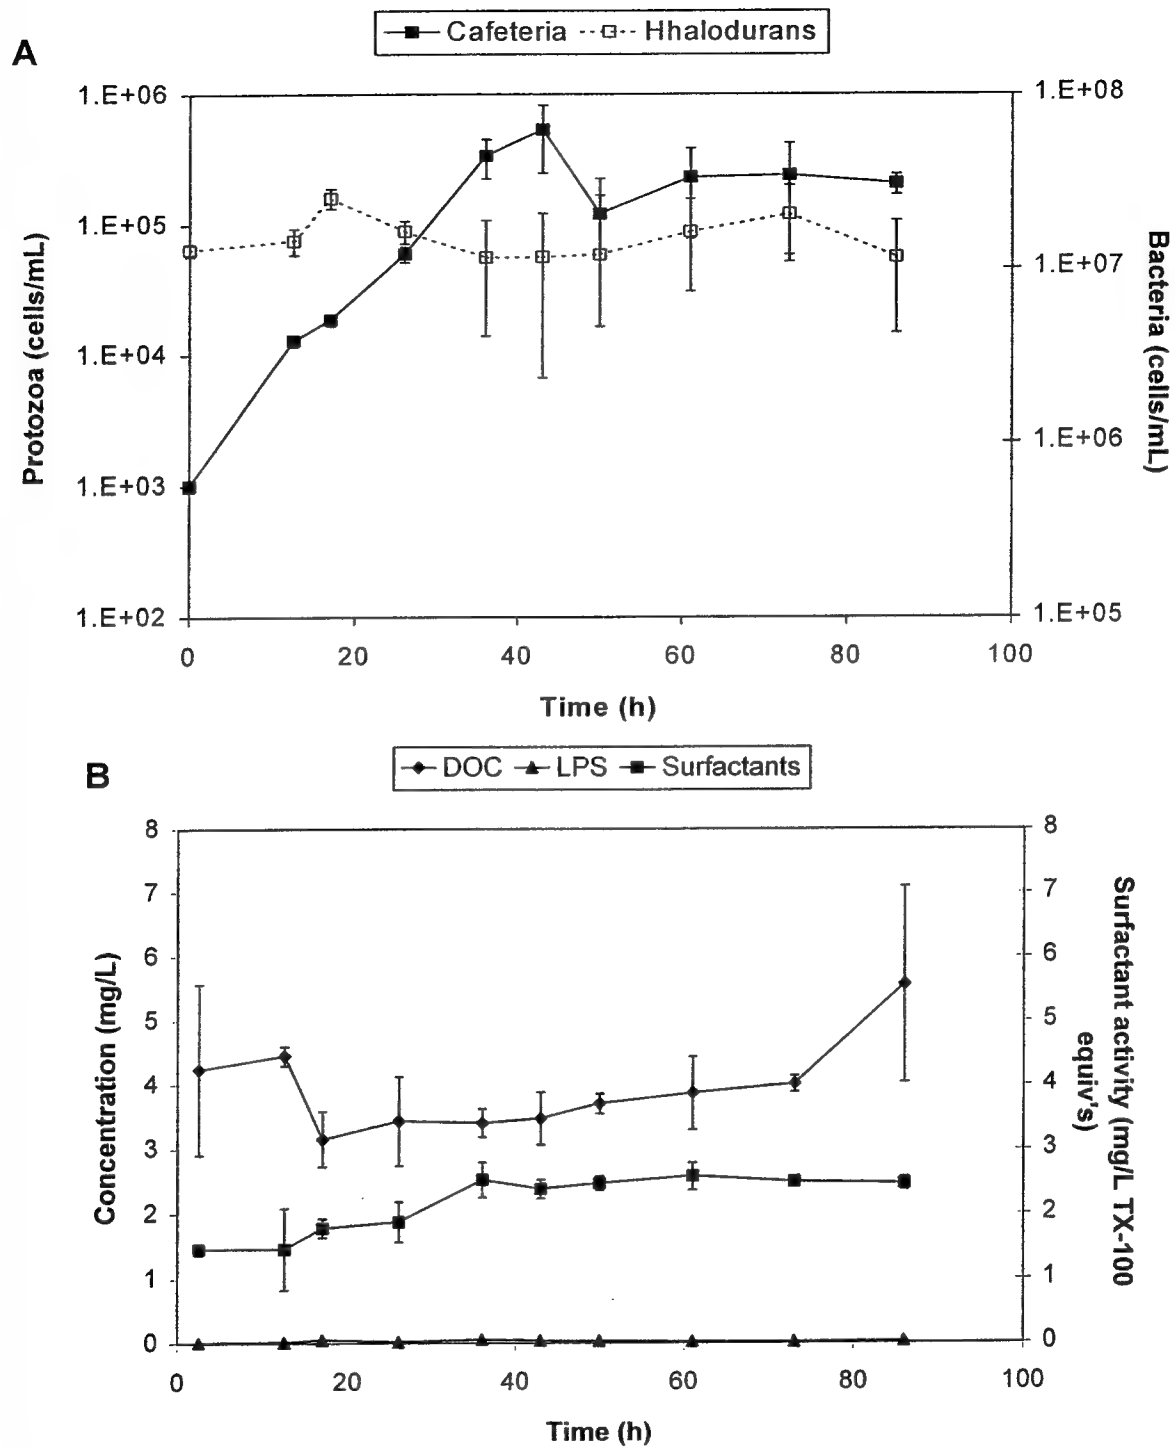 Cafeteria Hhalodurans
A
1.E+06
1.E+05
1.E+04
1.E+03
1.E+02
1.E+08
1.E+07
1.E+06
1.E+05
Protozoa (cells/mL)
Bacteria (cells/mL)
0 20 40 60 80 100
Time (h)
B
DOC LPS Surfactants
8
7
6
5
4
3
2
1
0
8
7
6
5
4
3
2
1
0
Concentration (mg/L)
Surfactant activity (mg/L TX-100
equiv's)
0 20 40 60 80 100
Time (h)